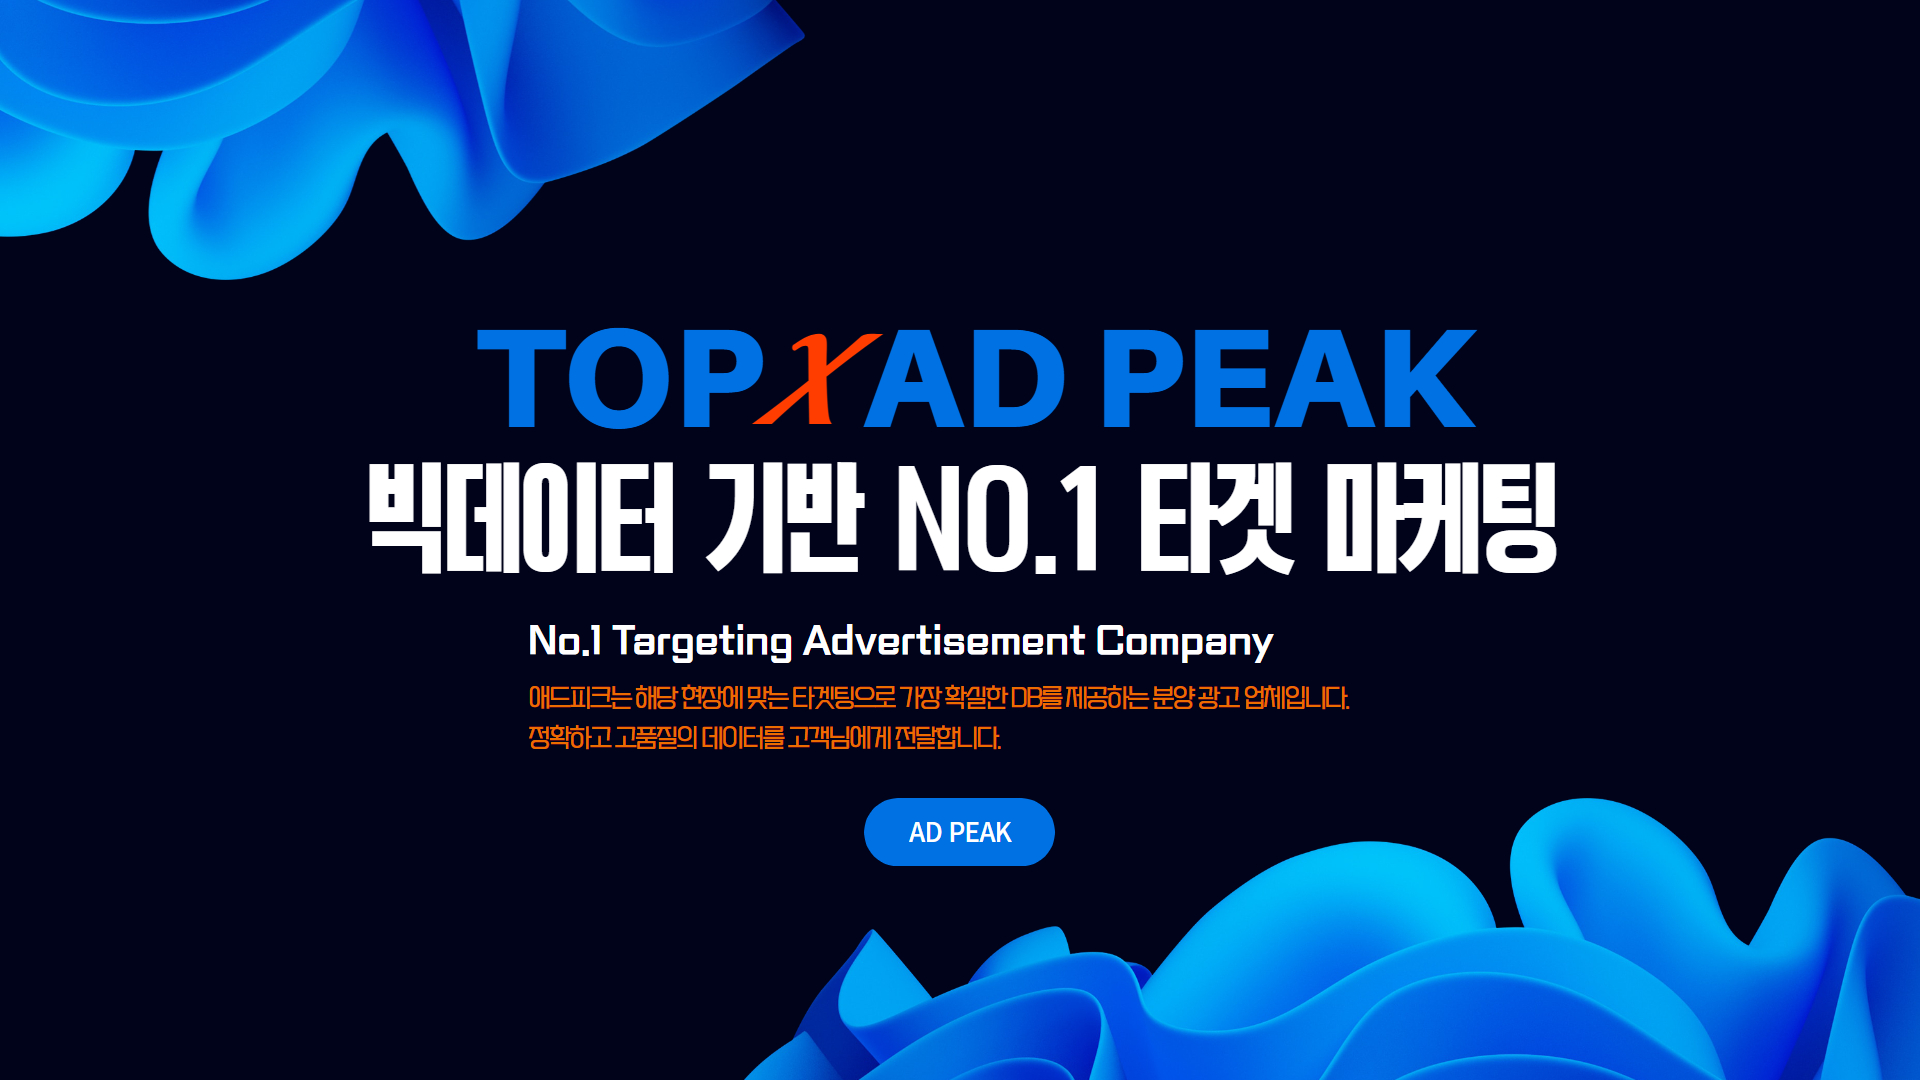 TOP X AD PEAK
빅데이터 기반 NO.1 타겟 마케팅
No.1 Targeting Advertisement Company
애드피크는 해당 현장에 맞는 타겟팅으로 가장 확실한 DB를 제공하는 분양 광고 업체입니다.
정확하고 고품질의 데이터를 고객님에게 전달합니다.
AD PEAK